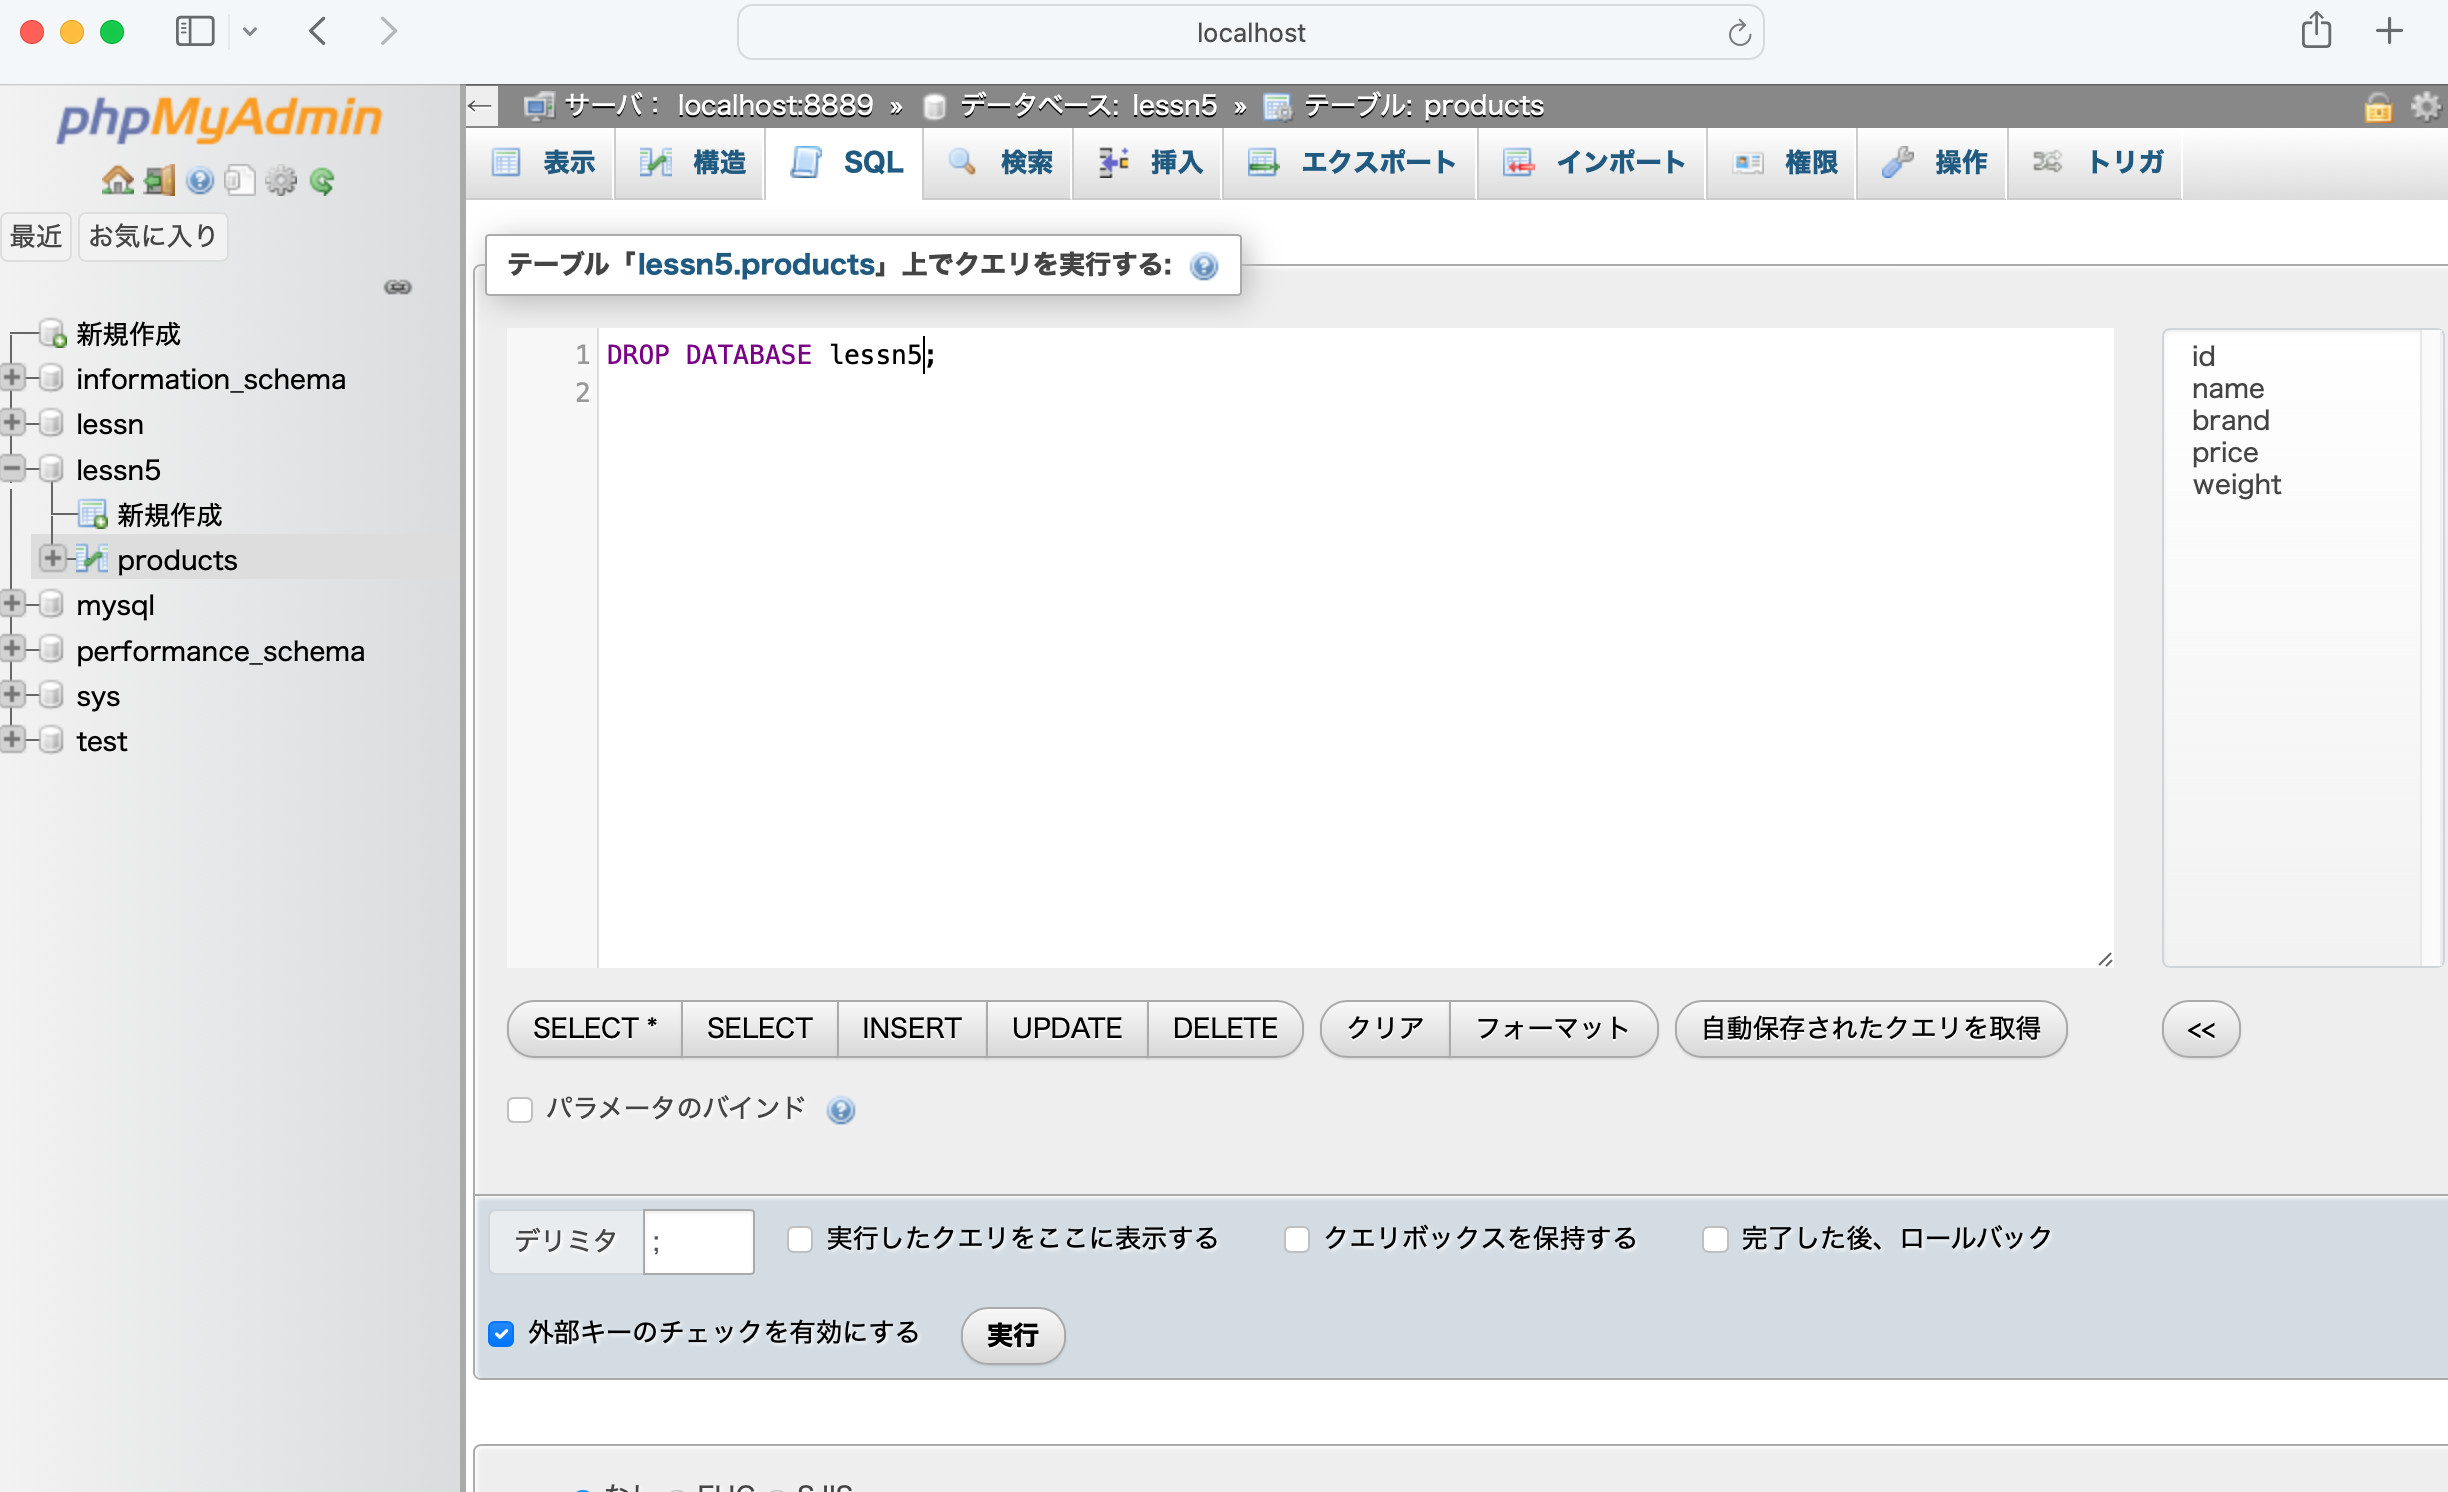 localhost
phpMyAdmin
最近 お気に入り
新規作成
information_schema
lessn
lessn5
新規作成
products
mysql
performance_schema
sys
test
サーバ： localhost:8889 » データベース: lessn5 » テーブル: products
表示 構造 SQL 検索 挿入 エクスポート インポート 権限 操作 トリガ
テーブル「lessn5.products」上でクエリを実行する:
1 DROP DATABASE lessn5;
2
id
name
brand
price
weight
SELECT * SELECT INSERT UPDATE DELETE クリア フォーマット 自動保存されたクエリを取得 <<
パラメータのバインド
デリミタ ; 実行したクエリをここに表示する クエリボックスを保持する 完了した後、ロールバック
外部キーのチェックを有効にする 実行